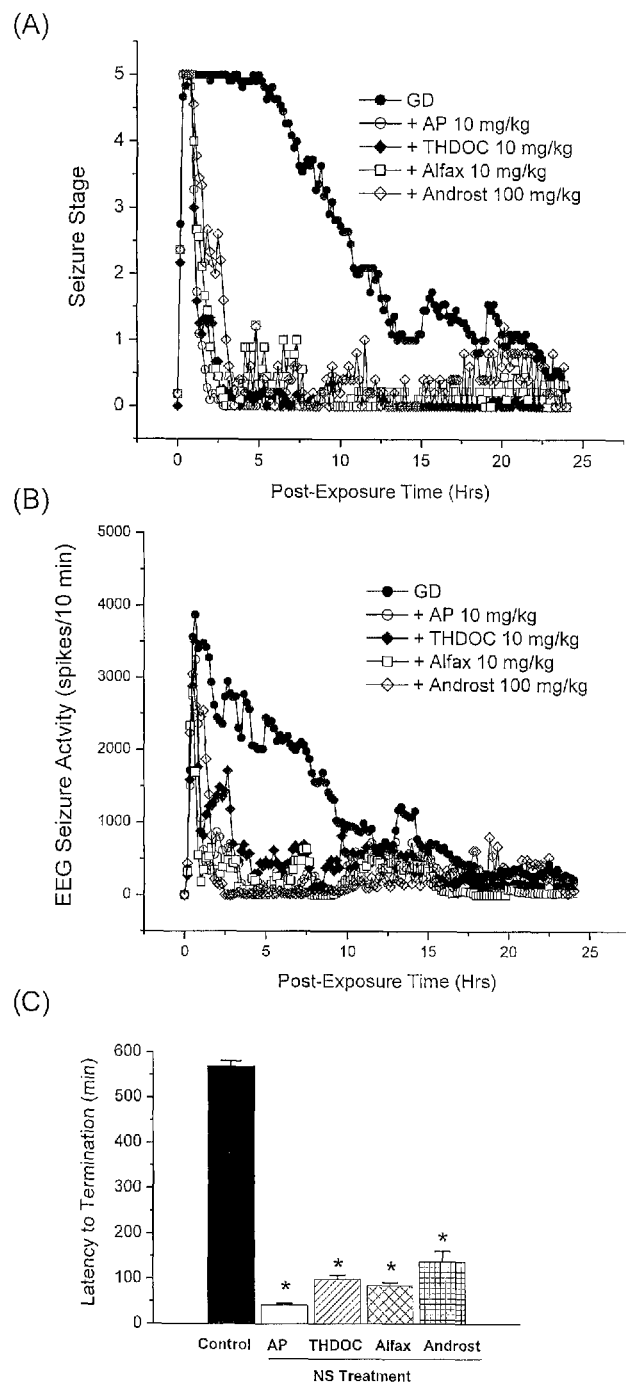 (A)
5
4
3
2
1
0
Seizure Stage
GD
+ AP 10 mg/kg
+ THDOC 10 mg/kg
+ Alfax 10 mg/kg
+ Androst 100 mg/kg
0 5 10 15 20 25
Post-Exposure Time (Hrs)
(B)
5000
4000
3000
2000
1000
0
EEG Seizure Actvity (spikes/10 min)
GD
+ AP 10 mg/kg
+ THDOC 10 mg/kg
+ Alfax 10 mg/kg
+ Androst 100 mg/kg
0 5 10 15 20 25
Post-Exposure Time (Hrs)
(C)
600
500
400
300
200
100
0
Latency to Termination (min)
* * * *
Control AP THDOC Alfax Androst
NS Treatment